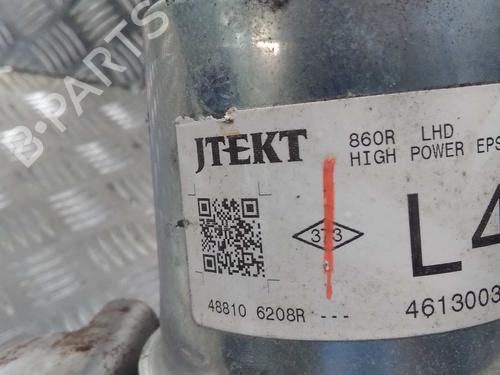 B-Parts
JTEKT
860R LHD
HIGH POWER EPS
373
L4
48810 6208R ---
4613003